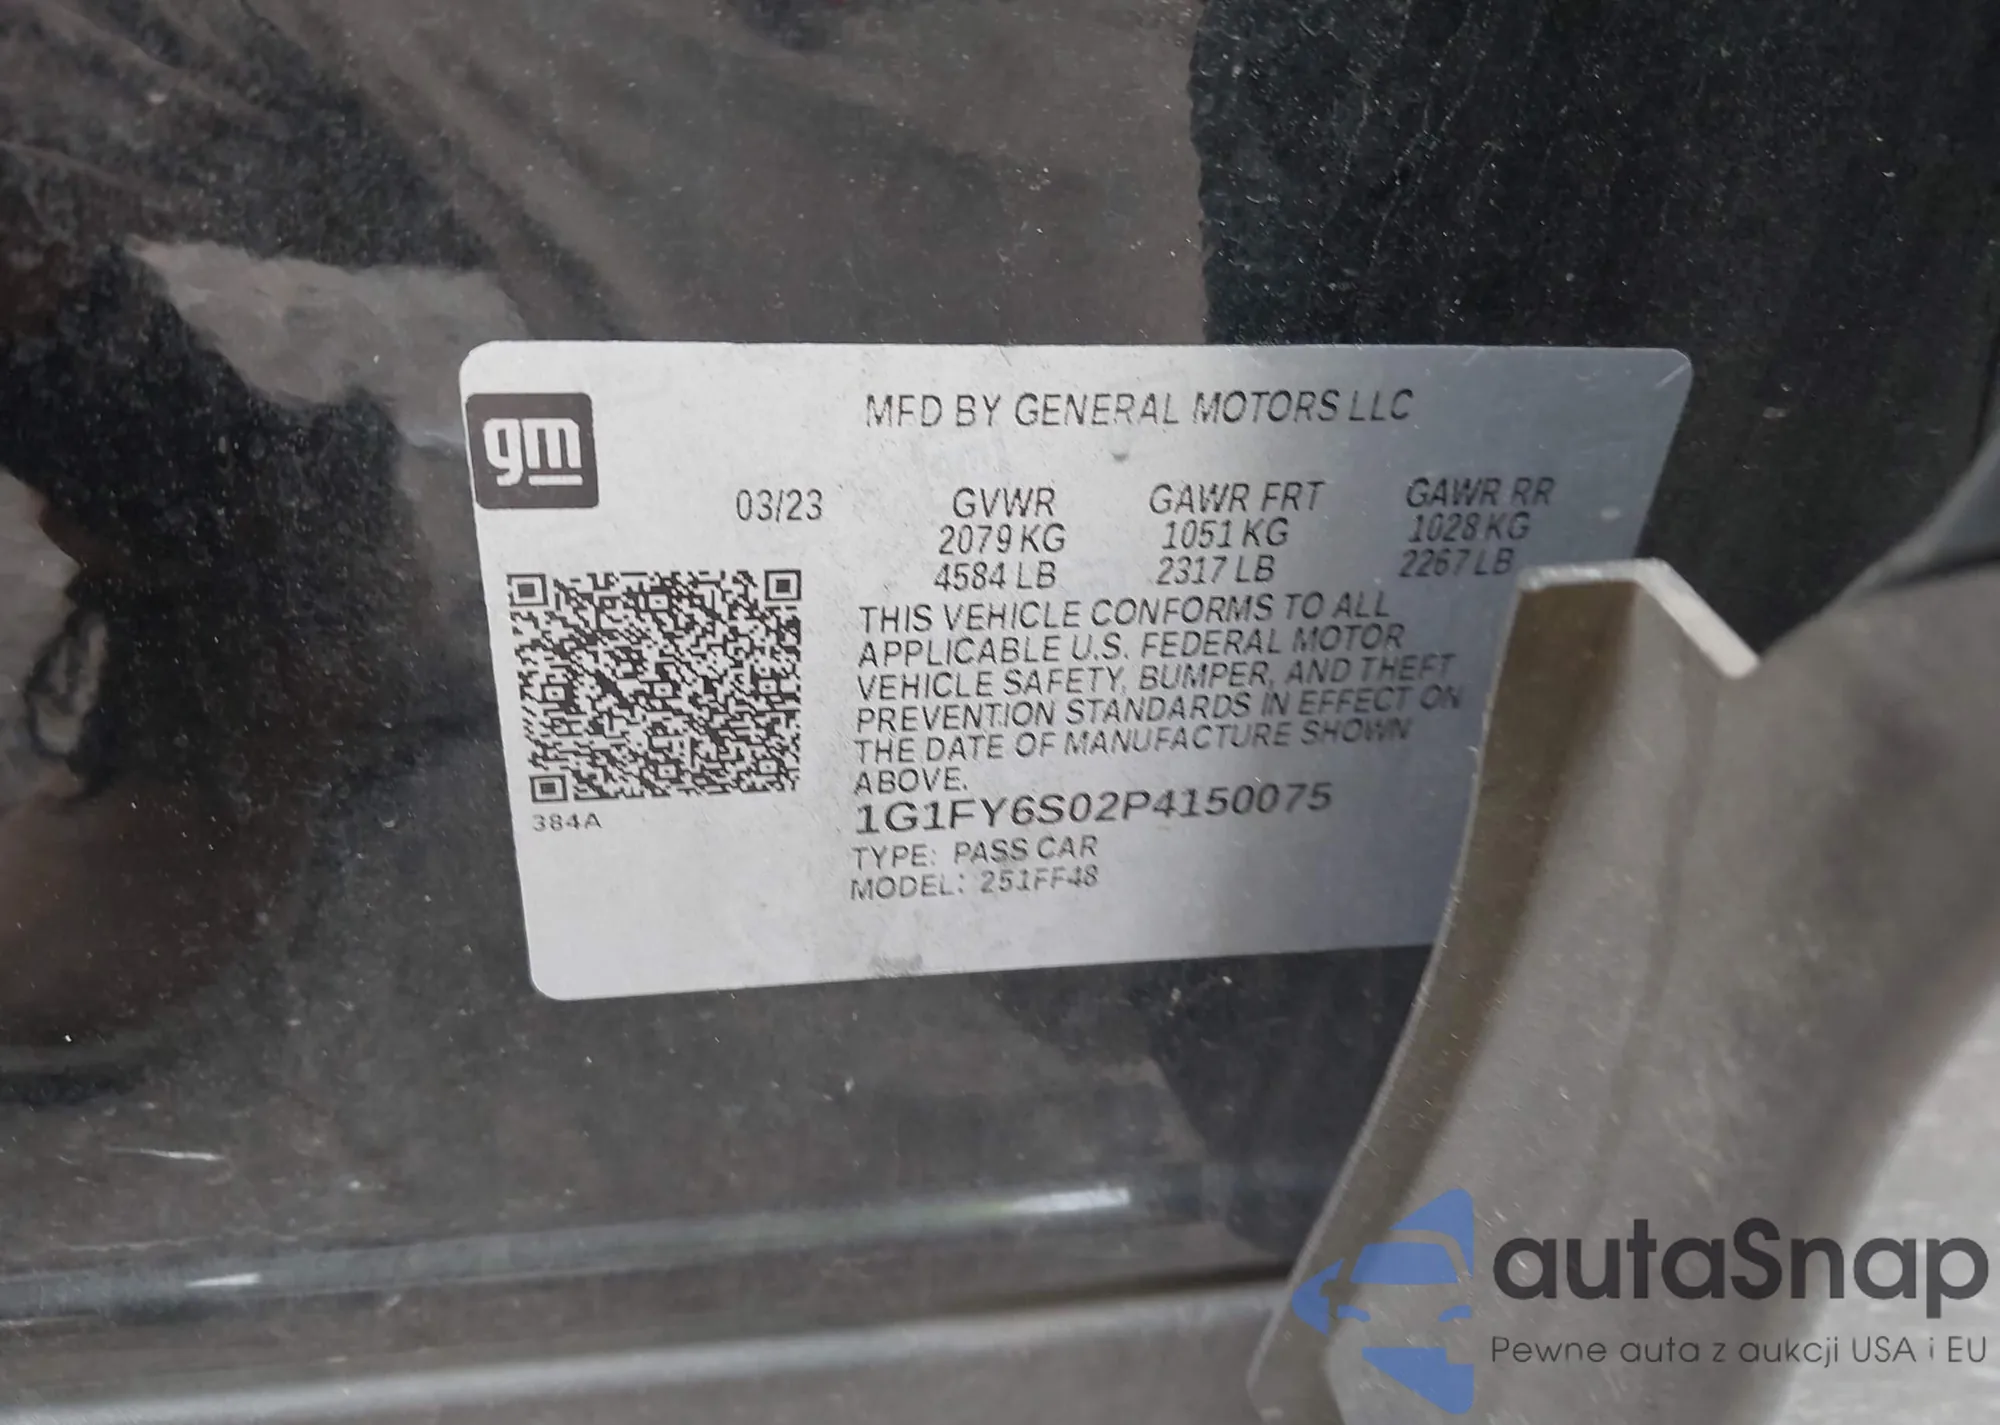 MFD BY GENERAL MOTORS LLC
gm
03/23 GVWR GAWR FRT GAWR RR
2079 KG 1051 KG 1028 KG
4584 LB 2317 LB 2267 LB
THIS VEHICLE CONFORMS TO ALL
APPLICABLE U.S. FEDERAL MOTOR
VEHICLE SAFETY, BUMPER, AND THEFT
PREVENTION STANDARDS IN EFFECT ON
THE DATE OF MANUFACTURE SHOWN
ABOVE.
384A
1G1FY6S02P4150075
TYPE: PASS CAR
MODEL: 251FF48
autaSnap
Pewne auta z aukcji USA i EU